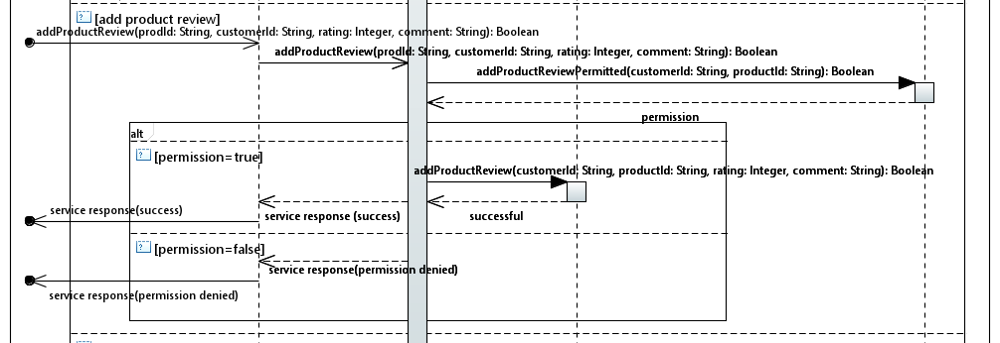 [add product review]
addProductReview(prodId: String, customerId: String, rating: Integer, comment: String): Boolean
addProductReview(prodId: String, customerId: String, rating: Integer, comment: String): Boolean
addProductReviewPermitted(customerId: String, productId: String): Boolean
permission
alt
[permission=true]
addProductReview(customerId: String, productId: String, rating: Integer, comment: String): Boolean
service response(success)
service response (success)
successful
[permission=false]
service response(permission denied)
service response(permission denied)